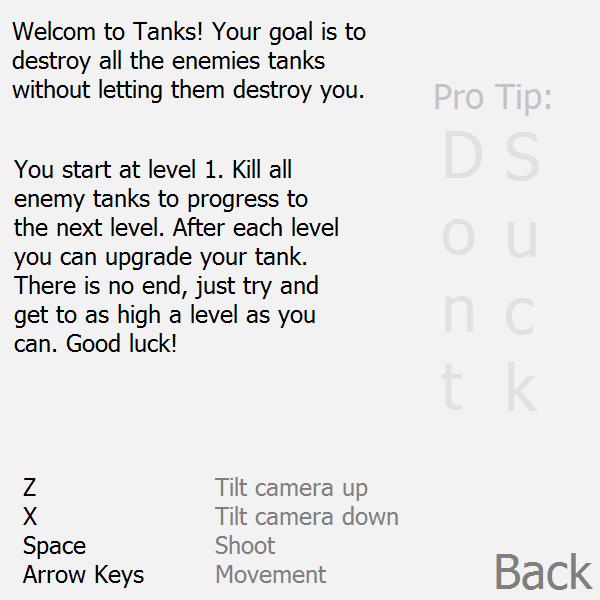 Welcom to Tanks! Your goal is to
destroy all the enemies tanks
without letting them destroy you.
You start at level 1. Kill all
enemy tanks to progress to
the next level. After each level
you can upgrade your tank.
There is no end, just try and
get to as high a level as you
can. Good luck!
Pro Tip:
Dont
Suck
Z Tilt camera up
X Tilt camera down
Space Shoot
Arrow Keys Movement
Back